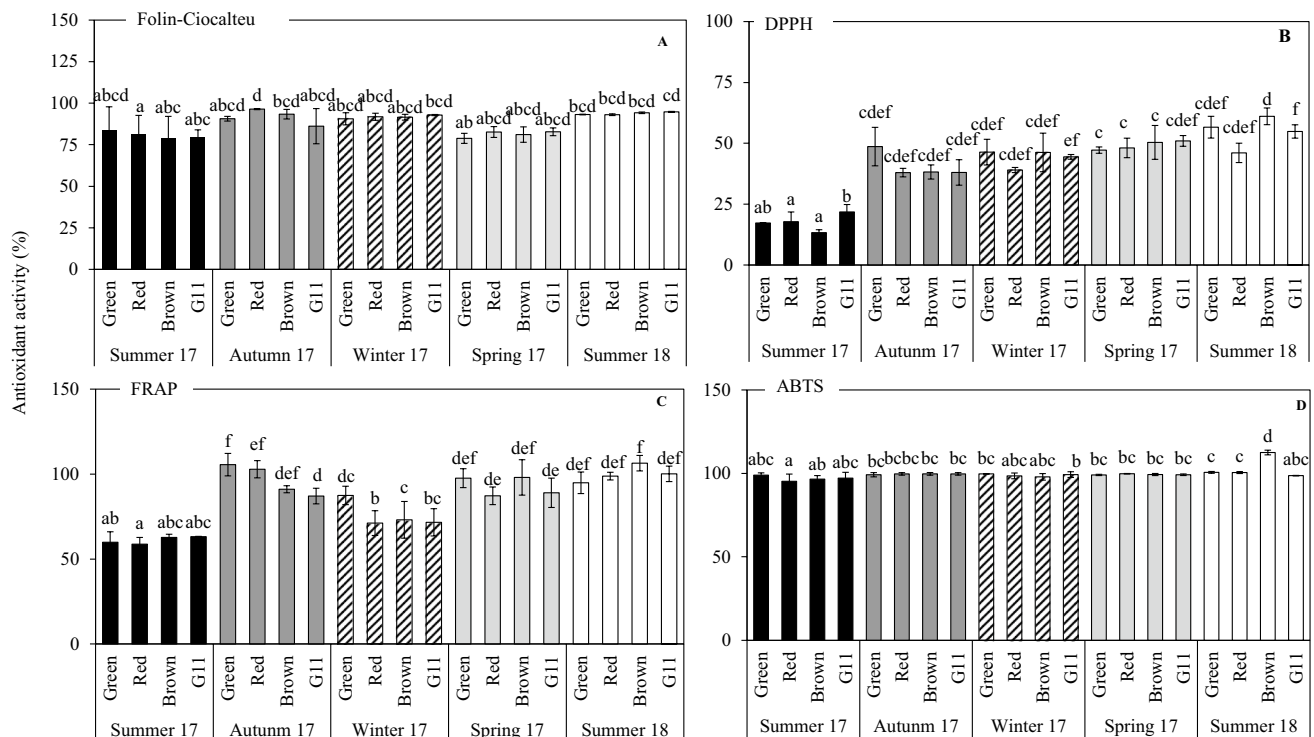 Antioxidant activity (%)
Folin-Ciocalteu
A
150
125
100
75
50
25
0
abcd a abc abc abcd d bcd abcd abcd abcd abcd bcd ab abcd abcd abcd bcd bcd bcd cd
Green Red Brown G11 Green Red Brown G11 Green Red Brown G11 Green Red Brown G11 Green Red Brown G11
Summer 17 Autumn 17 Winter 17 Spring 17 Summer 18
DPPH
B
100
75
50
25
0
ab a a b cdef cdef cdef cdef cdef cdef cdef ef c c cdef cdef cdef cdef d f
Green Red Brown G11 Green Red Brown G11 Green Red Brown G11 Green Red Brown G11 Green Red Brown G11
Summer 17 Autunm 17 Winter 17 Spring 17 Summer 18
FRAP
C
150
100
50
0
ab a abc abc f ef def d dc b c bc def de def de def def f def
Green Red Brown G11 Green Red Brown G11 Green Red Brown G11 Green Red Brown G11 Green Red Brown G11
Summer 17 Autumn 17 Winter 17 Spring 17 Summer 18
ABTS
D
150
100
50
0
abc a ab abc bc bcbc bc bc abc abc b bc bc bc bc c c d abc
Green Red Brown G11 Green Red Brown G11 Green Red Brown G11 Green Red Brown G11 Green Red Brown G11
Summer 17 Autunm 17 Winter 17 Spring 17 Summer 18